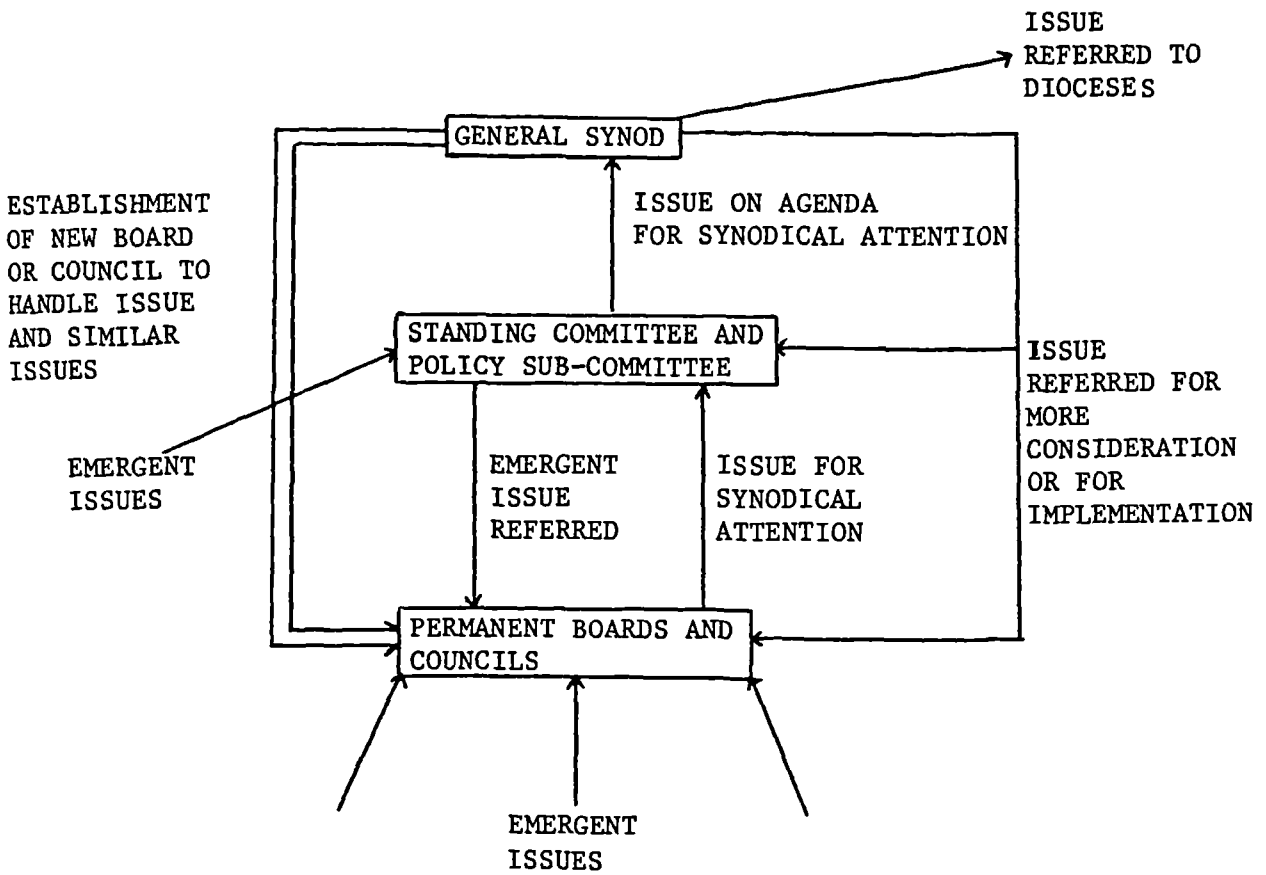 ISSUE
REFERRED TO
DIOCESES
GENERAL SYNOD
ESTABLISHMENT
OF NEW BOARD
OR COUNCIL TO
HANDLE ISSUE
AND SIMILAR
ISSUES
ISSUE ON AGENDA
FOR SYNODICAL ATTENTION
STANDING COMMITTEE AND
POLICY SUB-COMMITTEE
ISSUE
REFERRED FOR
MORE
CONSIDERATION
OR FOR
IMPLEMENTATION
EMERGENT
ISSUES
EMERGENT
ISSUE
REFERRED
ISSUE FOR
SYNODICAL
ATTENTION
PERMANENT BOARDS AND
COUNCILS
EMERGENT
ISSUES